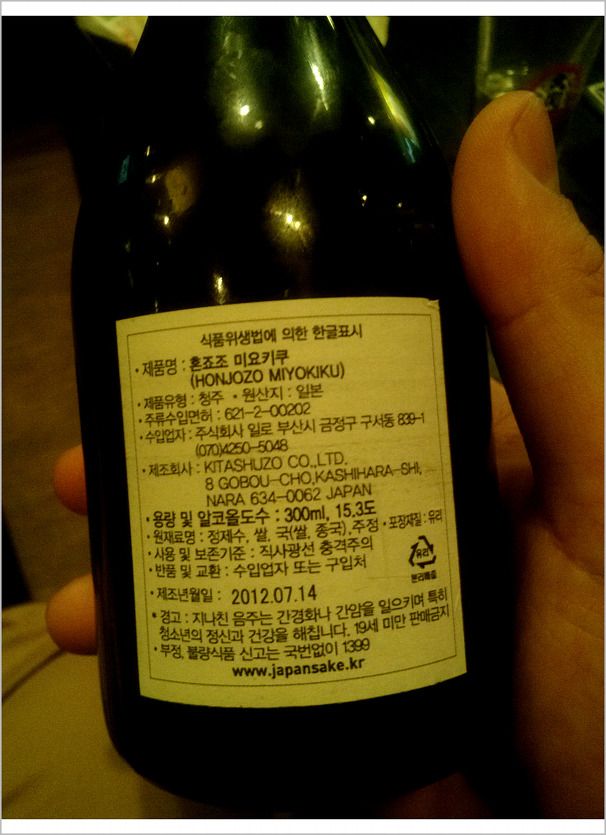 식품위생법에 의한 한글표시
· 제품명 : 혼죠조 미요키쿠
(HONJOZO MIYOKIKU)
· 제품유형 : 청주 · 원산지 : 일본
· 주류수입면허 : 621-2-00202
· 수입업자 : 주식회사 일로 부산시 금정구 구서동 839-1
(070)4250-5048
· 제조회사 : KITASHUZO CO.,LTD.
8 GOBOU-CHO,KASHIHARA-SHI,
NARA 634-0062 JAPAN
· 용량 및 알코올도수 : 300ml, 15.3도
· 원재료명 : 정제수, 쌀, 국(쌀, 종국), 주정 · 포장재질 : 유리
· 사용 및 보존기준 : 직사광선 충격주의
· 반품 및 교환 : 수입업자 또는 구입처
유리
분리배출
· 제조년월일 : 2012.07.14
· 경고 : 지나친 음주는 간경화나 간암을 일으키며 특히
청소년의 정신과 건강을 해칩니다. 19세 미만 판매금지
· 부정, 불량식품 신고는 국번없이 1399
www.japansake.kr